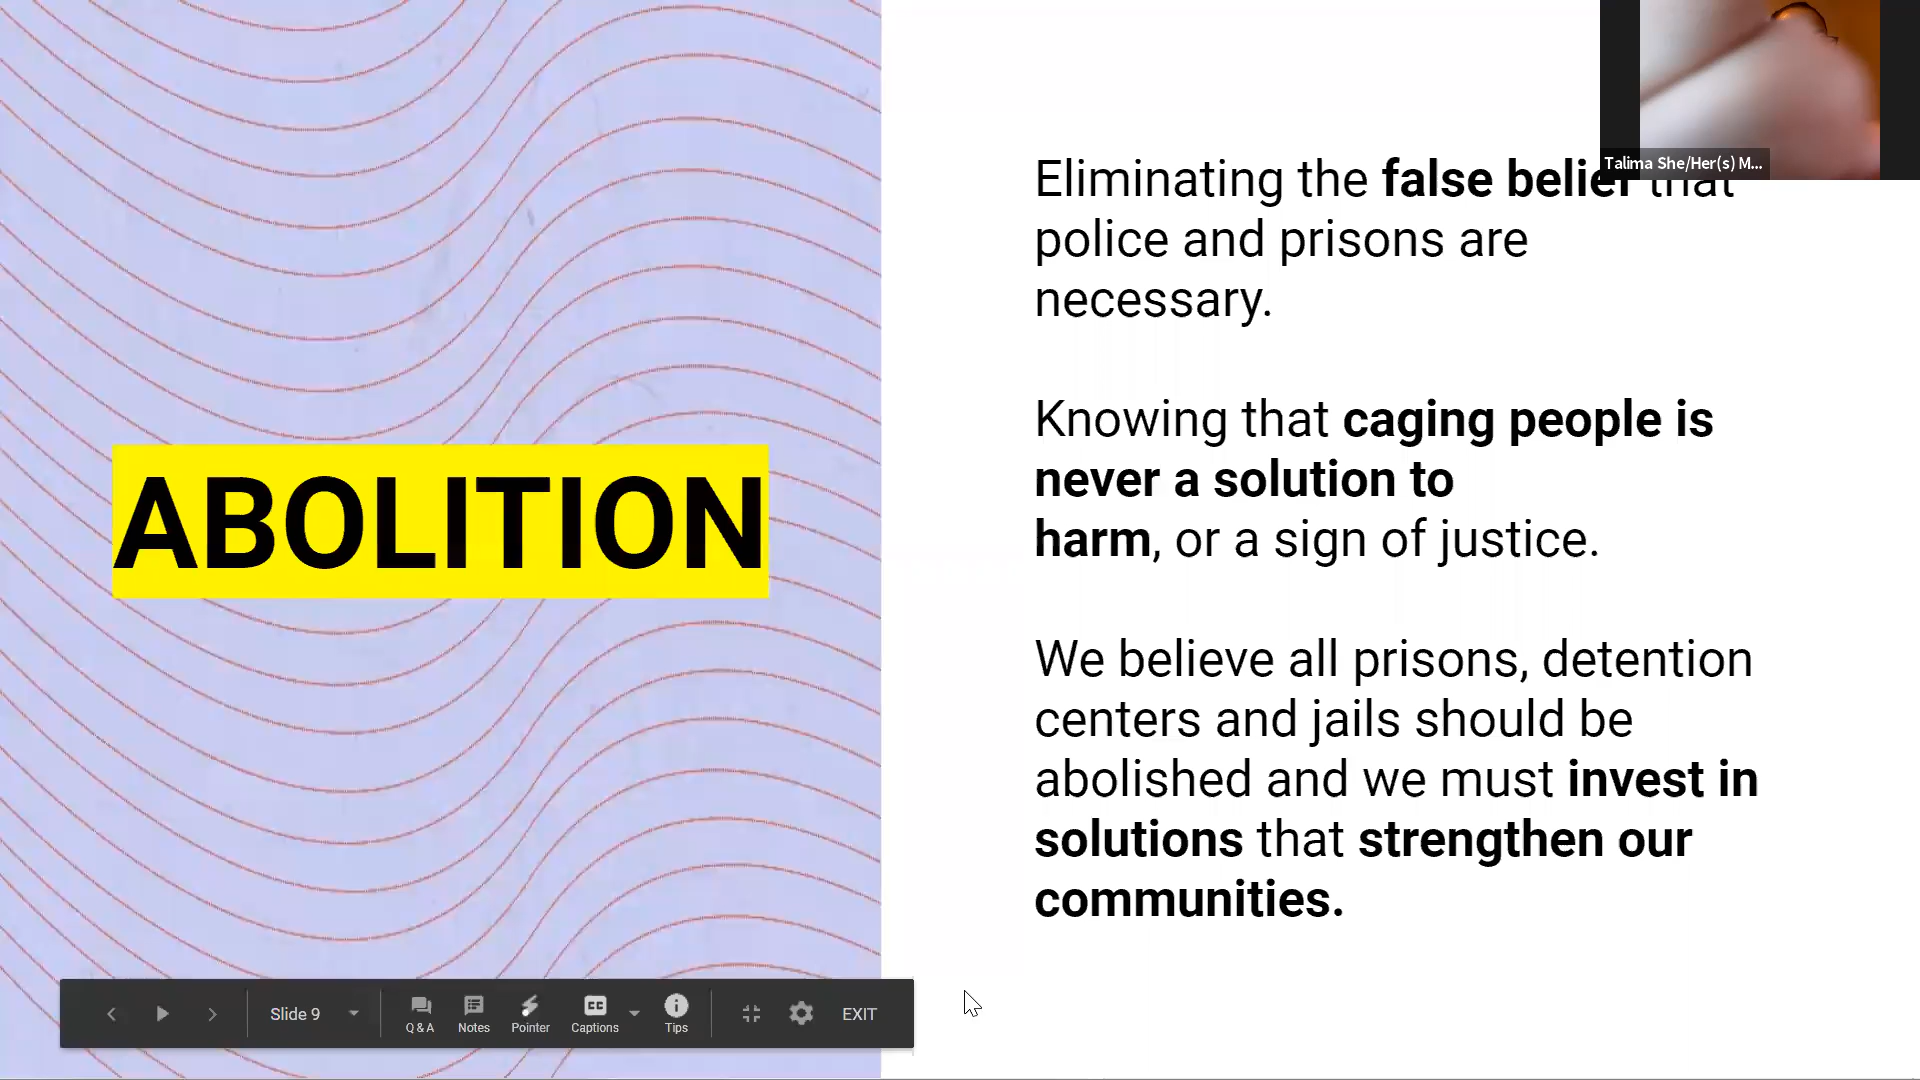 Talima She/Her(s) M...
Eliminating the false belief that
police and prisons are
necessary.
Knowing that caging people is
never a solution to
harm, or a sign of justice.
We believe all prisons, detention
centers and jails should be
abolished and we must invest in
solutions that strengthen our
communities.
ABOLITION
Slide 9
Q & A
Notes
Pointer
CC
Captions
Tips
EXIT